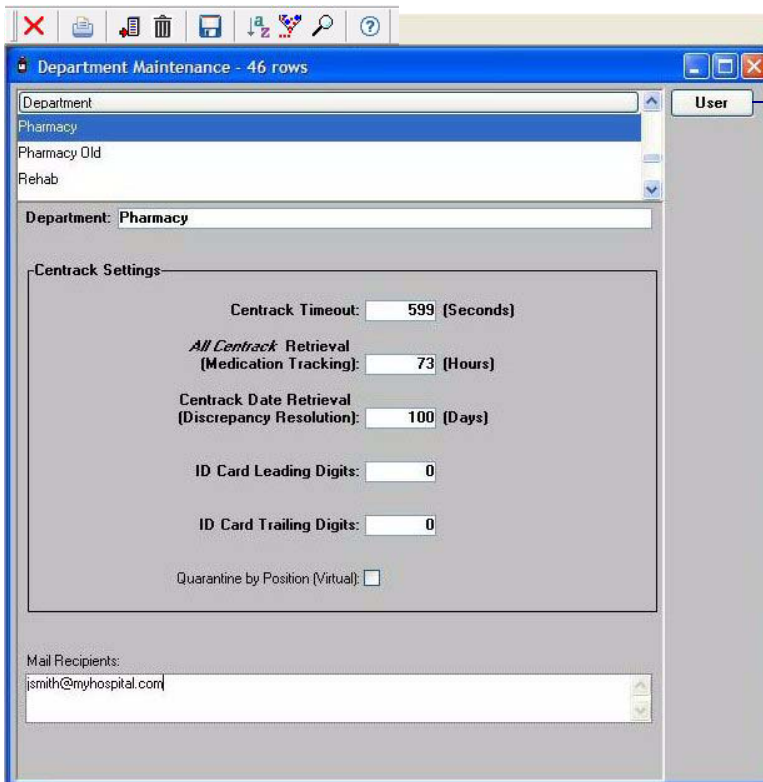 Department Maintenance - 46 rows
User
Department
Pharmacy
Pharmacy Old
Rehab
Department: Pharmacy
Centrack Settings
Centrack Timeout: 599 (Seconds)
All Centrack Retrieval
(Medication Tracking): 73 (Hours)
Centrack Date Retrieval
(Discrepancy Resolution): 100 (Days)
ID Card Leading Digits: 0
ID Card Trailing Digits: 0
Quarantine by Position (Virtual):
Mail Recipients:
jsmith@myhospital.com